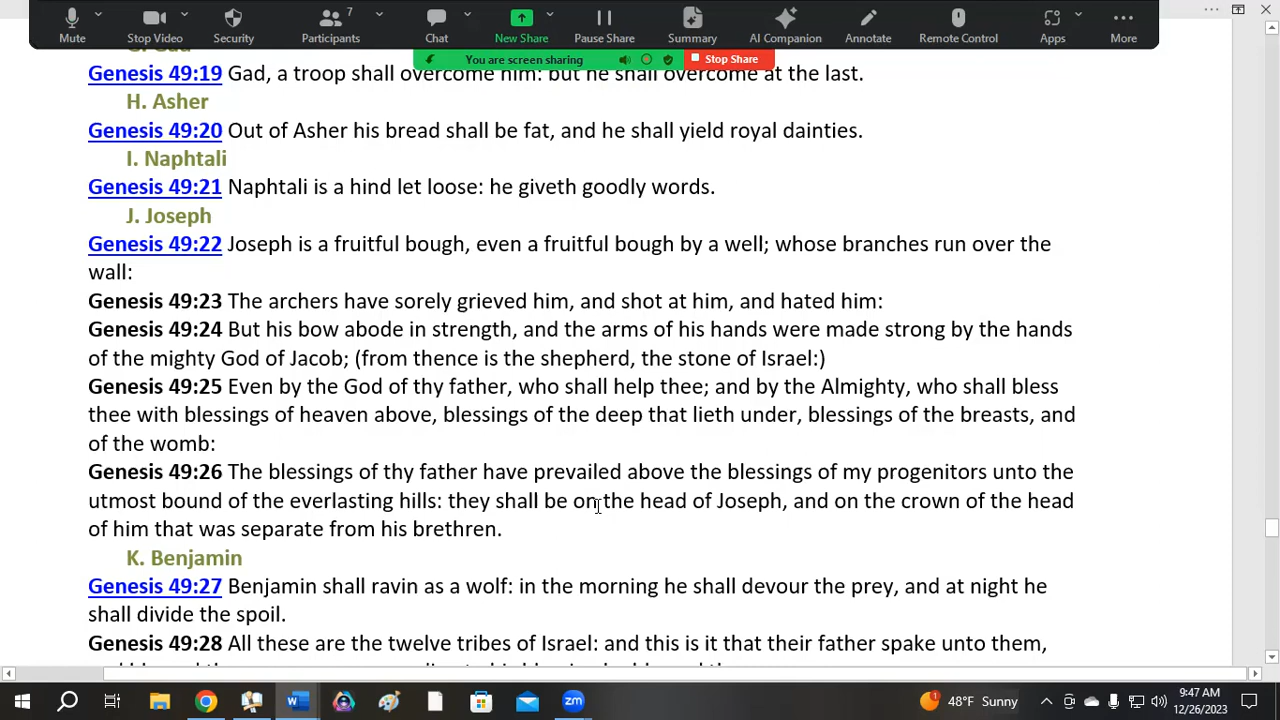 Mute
Stop Video
Security
7
Participants
Chat
New Share
Pause Share
Summary
AI Companion
Annotate
Remote Control
Apps
More
You are screen sharing
Stop Share
Genesis 49:19 Gad, a troop shall overcome him: but he shall overcome at the last.
H. Asher
Genesis 49:20 Out of Asher his bread shall be fat, and he shall yield royal dainties.
I. Naphtali
Genesis 49:21 Naphtali is a hind let loose: he giveth goodly words.
J. Joseph
Genesis 49:22 Joseph is a fruitful bough, even a fruitful bough by a well; whose branches run over the
wall:
Genesis 49:23 The archers have sorely grieved him, and shot at him, and hated him:
Genesis 49:24 But his bow abode in strength, and the arms of his hands were made strong by the hands
of the mighty God of Jacob; (from thence is the shepherd, the stone of Israel:)
Genesis 49:25 Even by the God of thy father, who shall help thee; and by the Almighty, who shall bless
thee with blessings of heaven above, blessings of the deep that lieth under, blessings of the breasts, and
of the womb:
Genesis 49:26 The blessings of thy father have prevailed above the blessings of my progenitors unto the
utmost bound of the everlasting hills: they shall be on the head of Joseph, and on the crown of the head
of him that was separate from his brethren.
K. Benjamin
Genesis 49:27 Benjamin shall ravin as a wolf: in the morning he shall devour the prey, and at night he
shall divide the spoil.
Genesis 49:28 All these are the twelve tribes of Israel: and this is it that their father spake unto them,
1
48°F Sunny
9:47 AM
12/26/2023